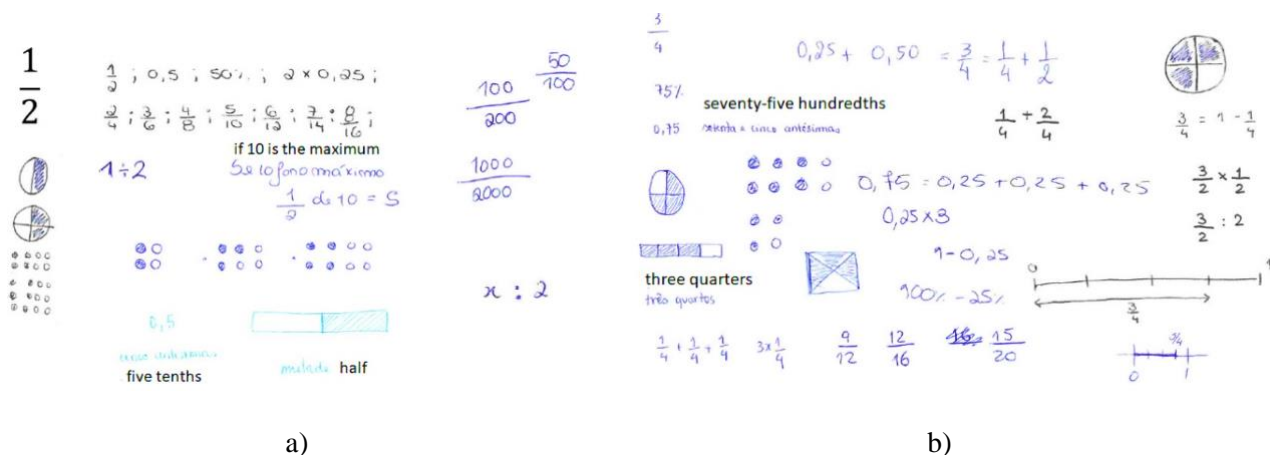 1/2
1/2 ; 0,5 ; 50% ; 2 x 0,25 ;
2/4 ; 3/6 ; 4/8 ; 5/10 ; 6/12 ; 7/14 ; 8/16 ;
if 10 is the maximum
1÷2
Se 10 for o máximo
1/2 de 10 = 5
100/200
50/100
1000/2000
x : 2
0,5
five tenths
metade half
a)
3/4
0,25 + 0,50 = 3/4 = 1/4 + 1/2
75%
seventy-five hundredths
0,75 setenta e cinco centésimas
1/4 + 2/4
3/4 = 1 - 1/4
0,75 = 0,25 + 0,25 + 0,25
0,25 x 3
3/2 x 1/2
3/2 : 2
1 - 0,25
100% - 25%
three quarters
três quartos
0 1
3/4
1/4 + 1/4 + 1/4
3x 1/4
9/12
12/16
15/20
3/4
0 1
b)